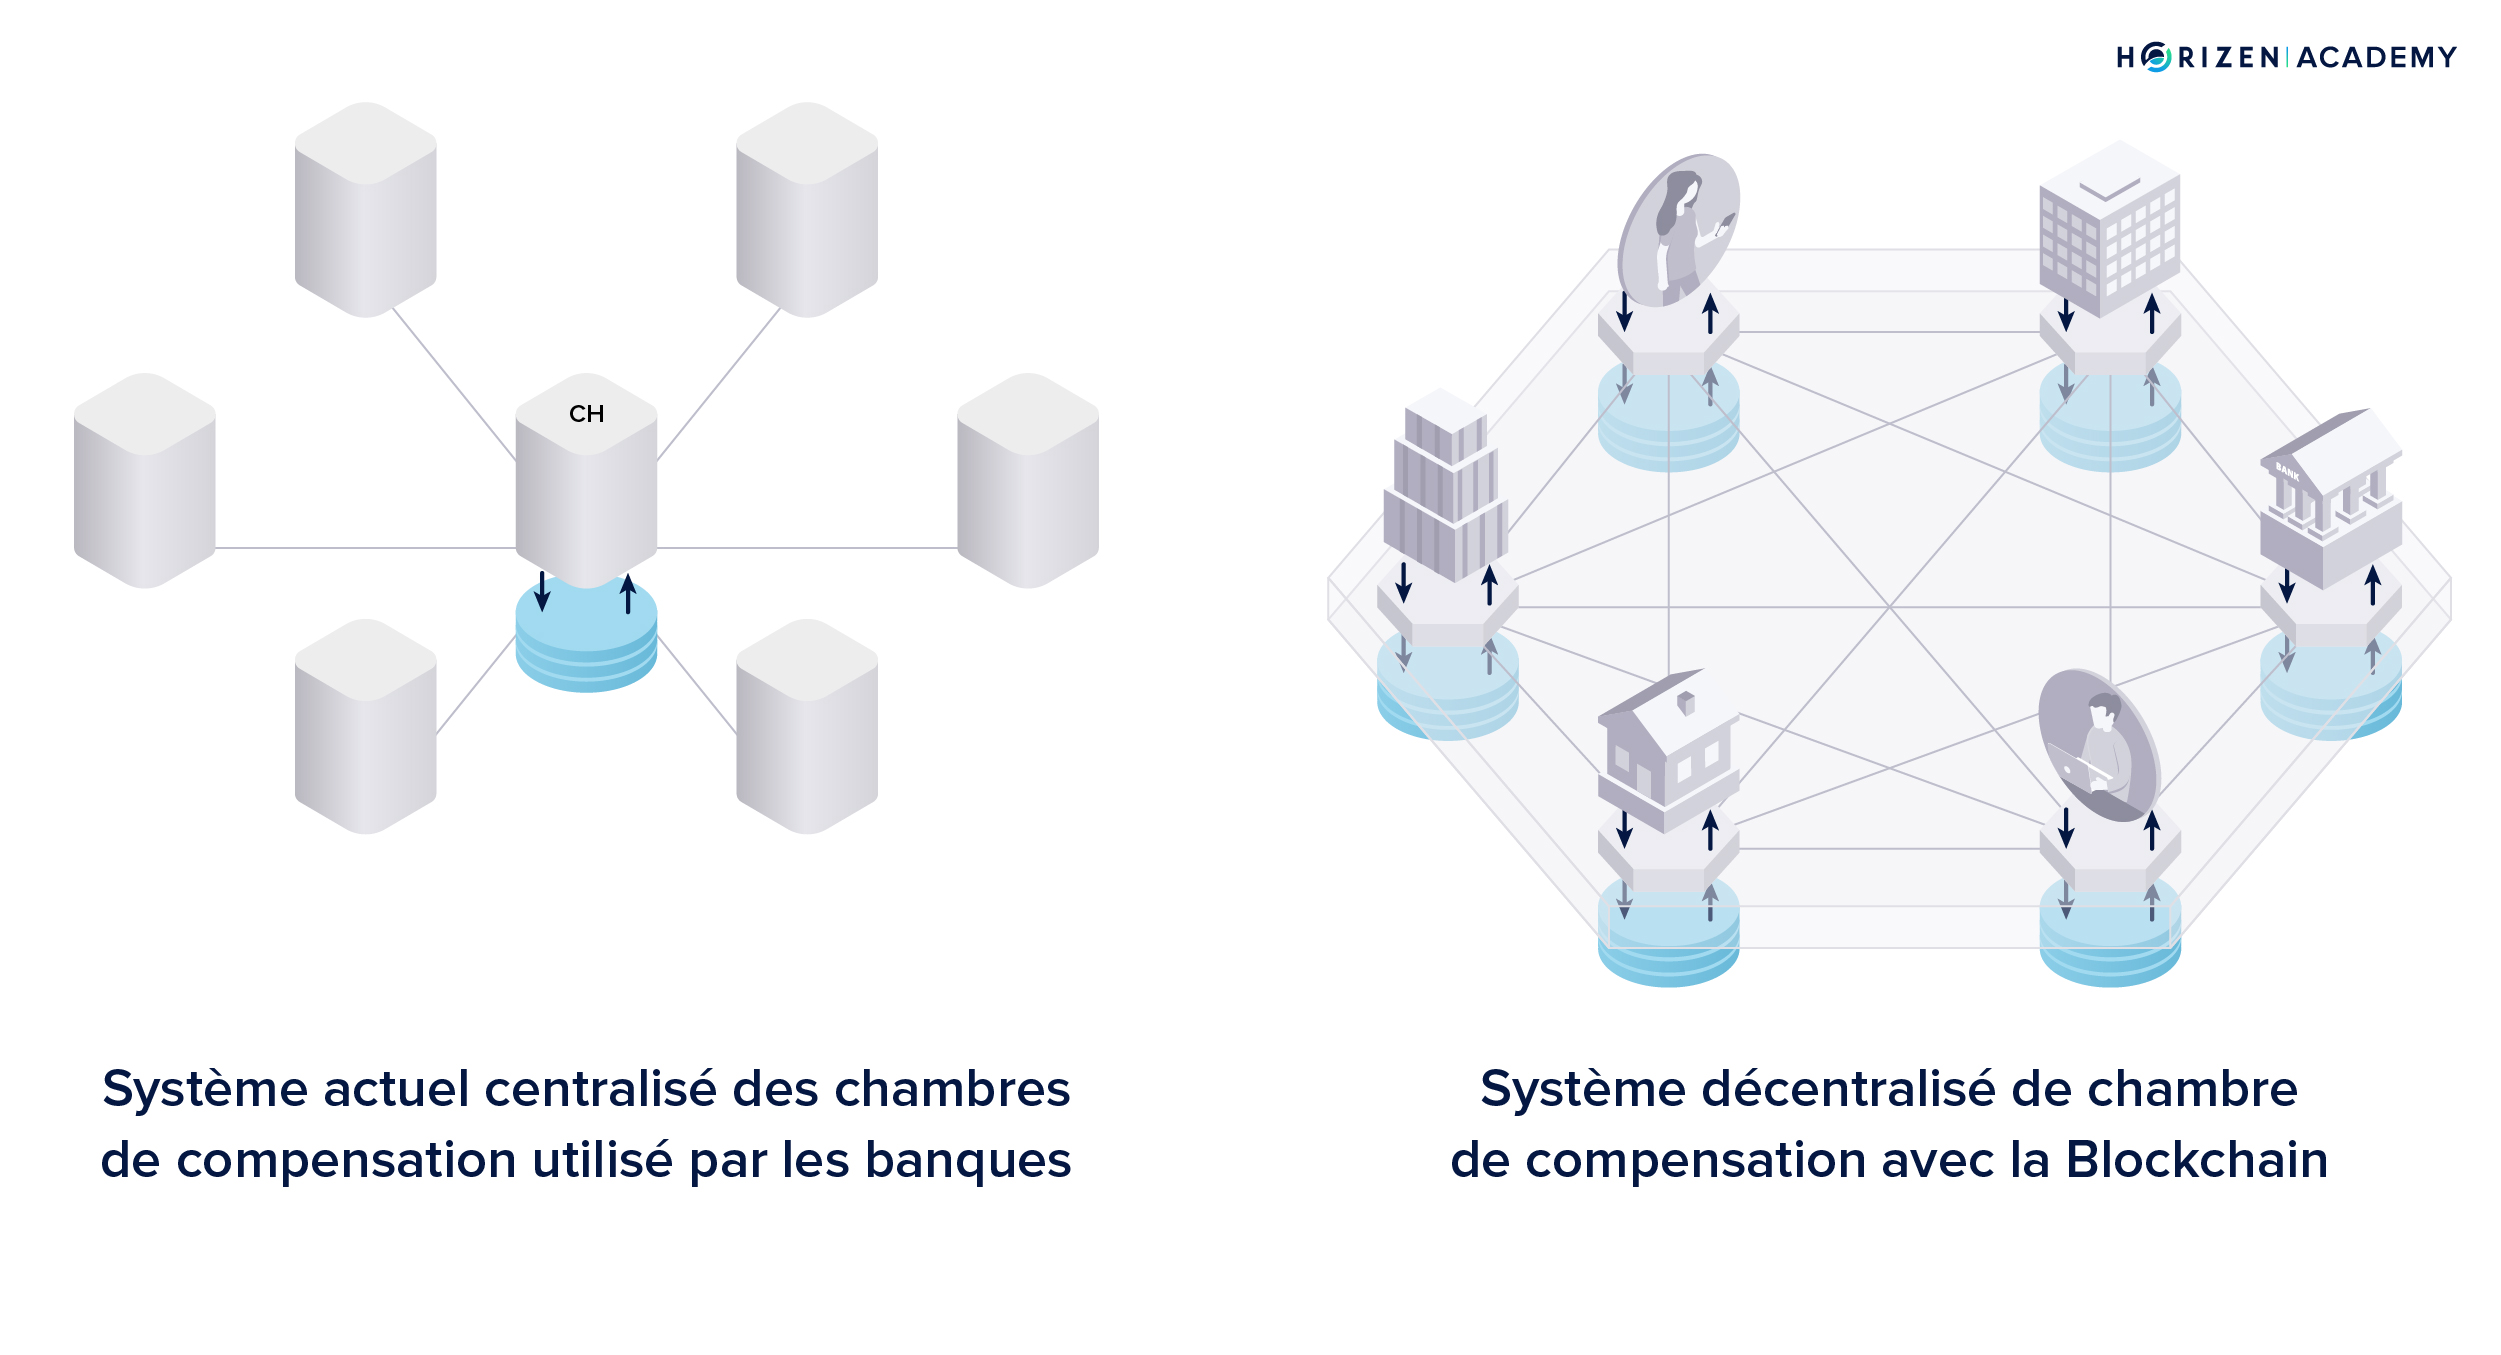 HORIZEN | ACADEMY
CH
BANK
Système actuel centralisé des chambres
de compensation utilisé par les banques
Système décentralisé de chambre
de compensation avec la Blockchain